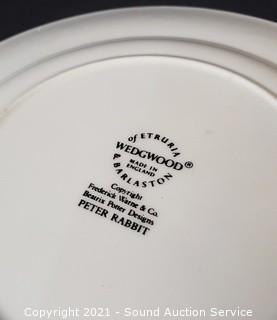 of ETRURIA
WEDGWOOD®
MADE IN
ENGLAND
& BARLASTON
Copyright
Frederick Warne & Co.
Beatrix Potter Designs
PETER RABBIT
Copyright 2021 - Sound Auction Service